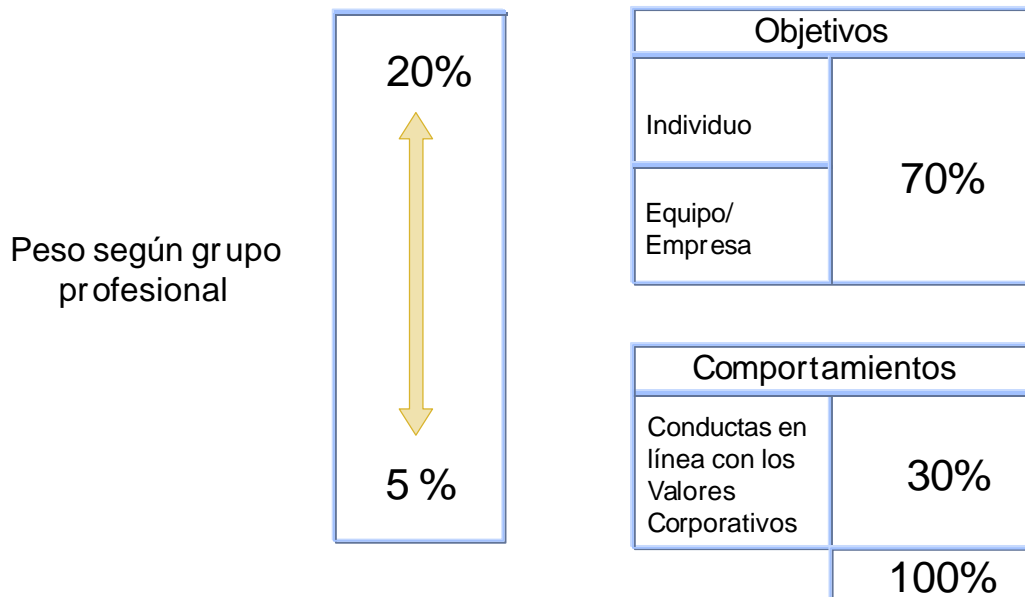 Peso según grupo
profesional
20%
5 %
Objetivos
Individuo
Equipo/
Empresa
70%
Comportamientos
Conductas en
línea con los
Valores
Corporativos
30%
100%